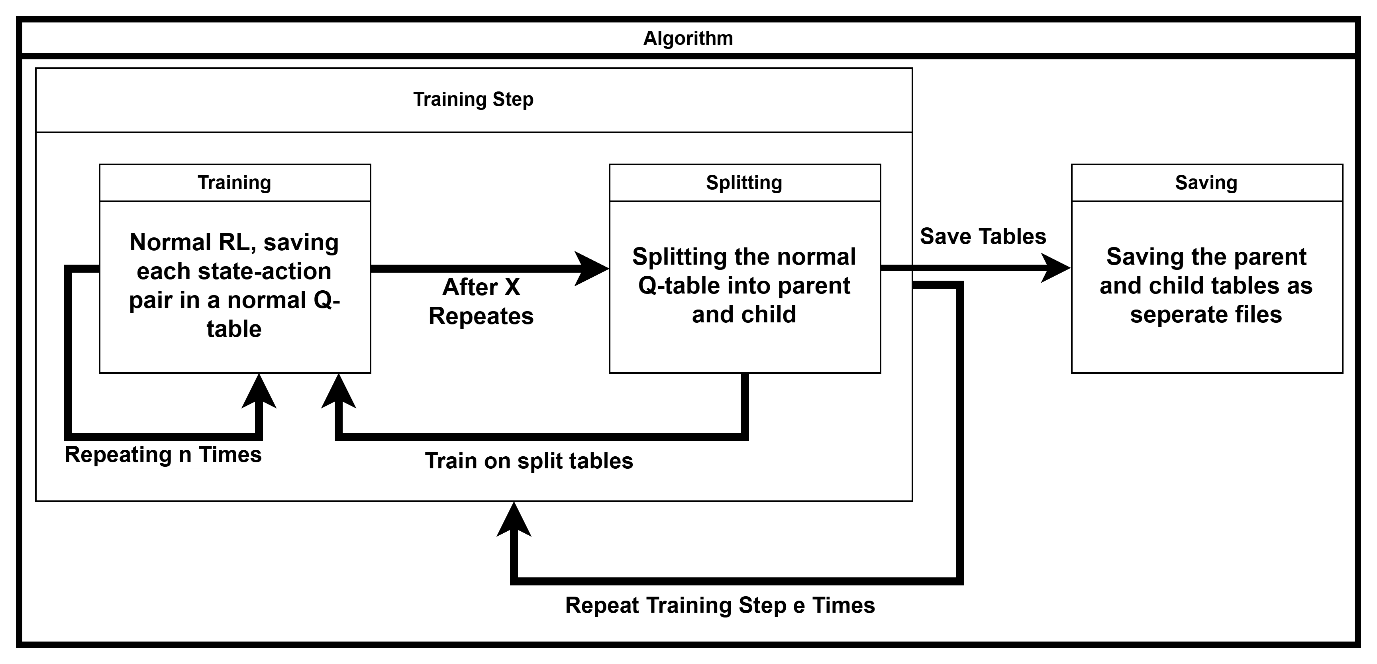 Algorithm
Training Step
Training
Normal RL, saving
each state-action
pair in a normal Q-
table
Repeating n Times
After X
Repeates
Splitting
Splitting the normal
Q-table into parent
and child
Train on split tables
Save Tables
Saving
Saving the parent
and child tables as
seperate files
Repeat Training Step e Times